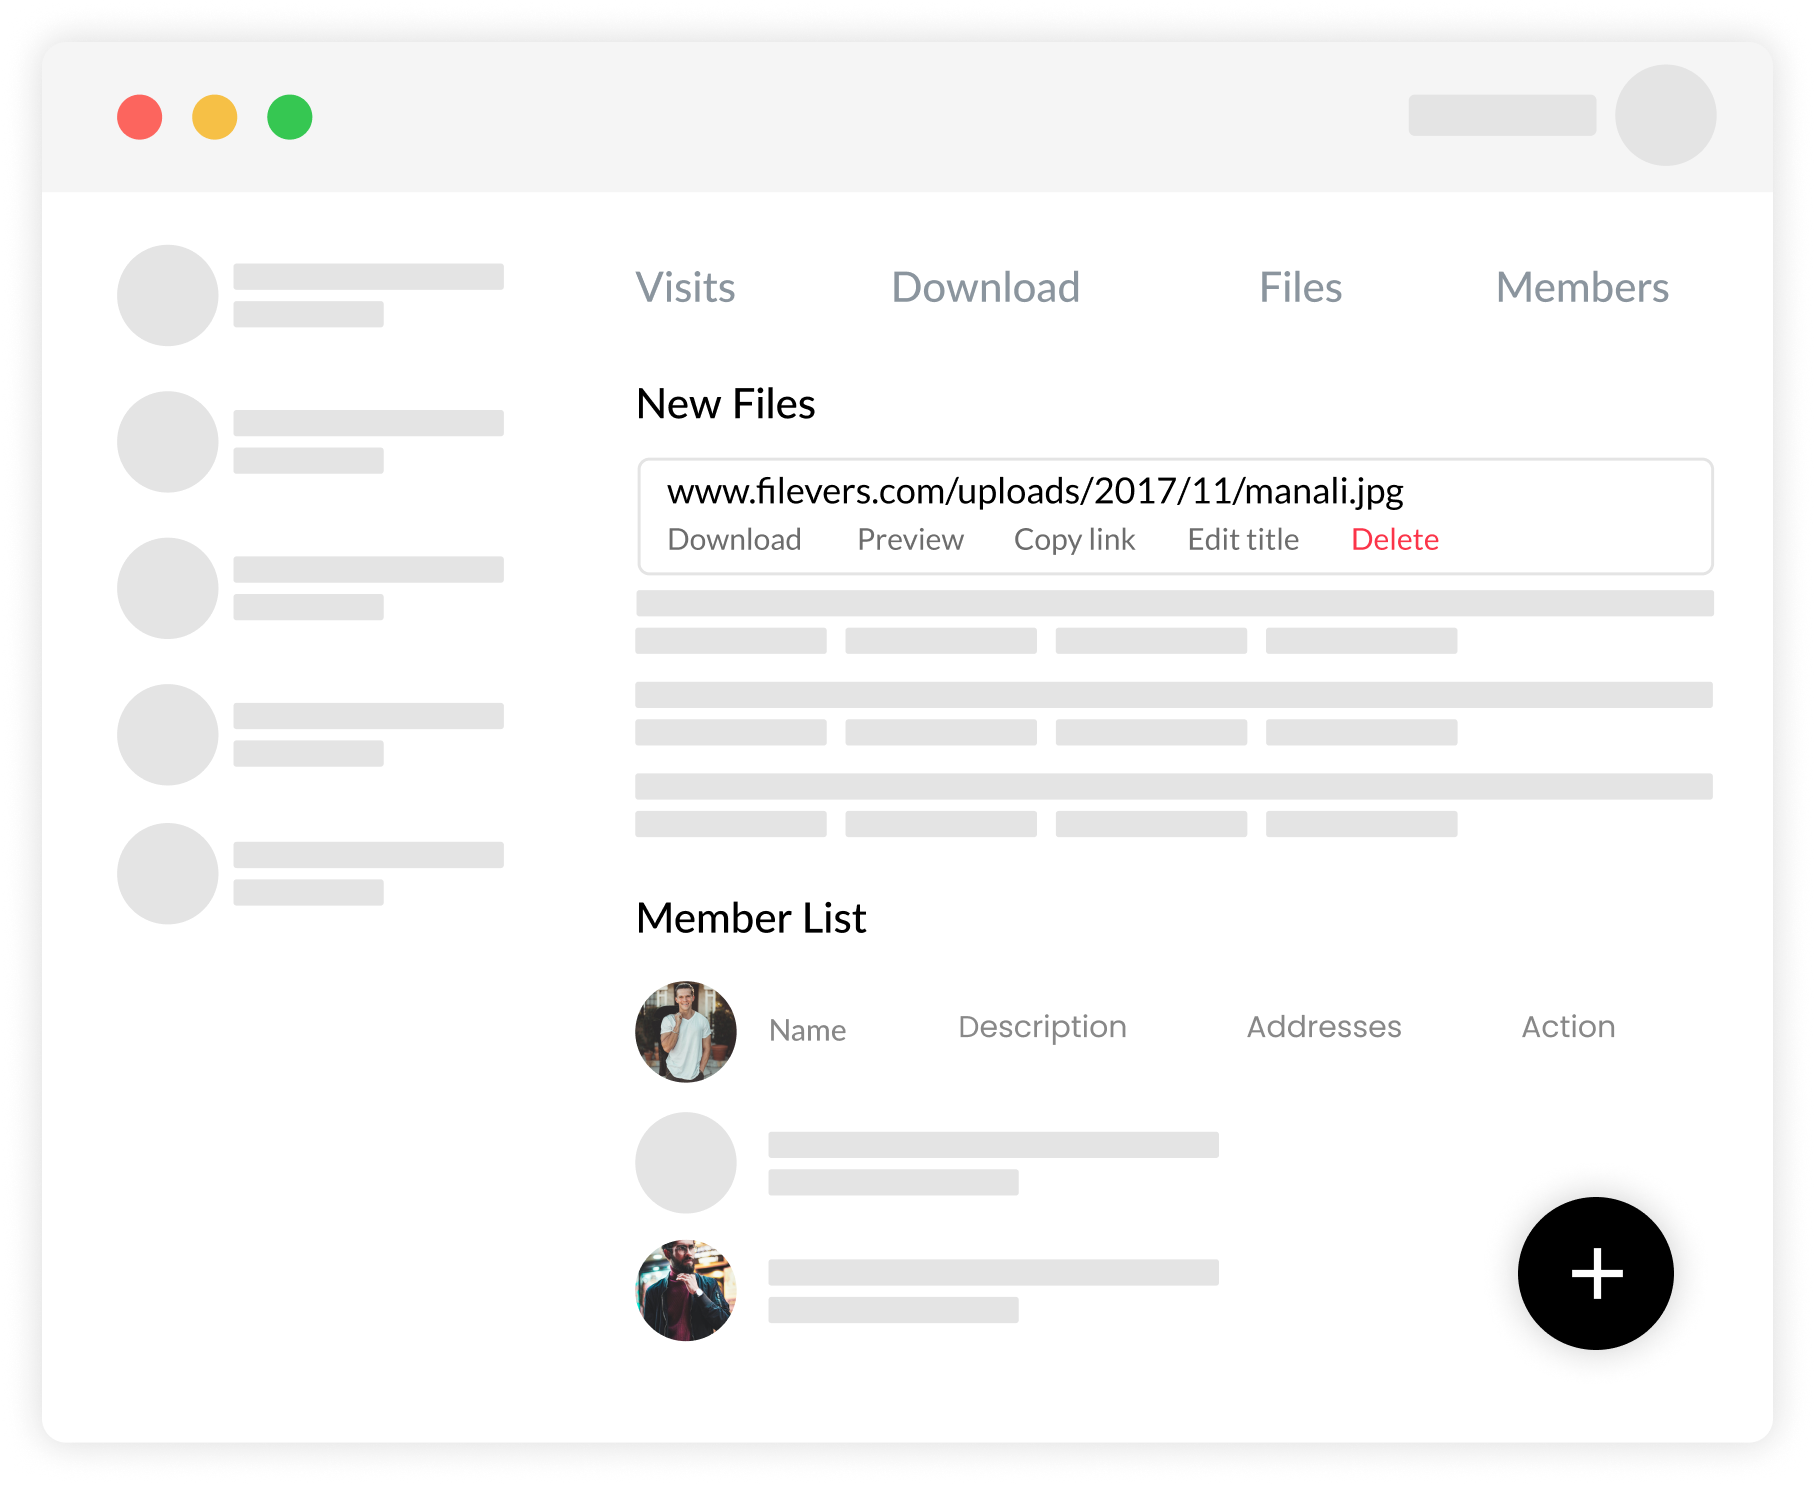 Visits Download Files Members
New Files
www.filevers.com/uploads/2017/11/manali.jpg
Download Preview Copy link Edit title Delete
Member List
Name Description Addresses Action